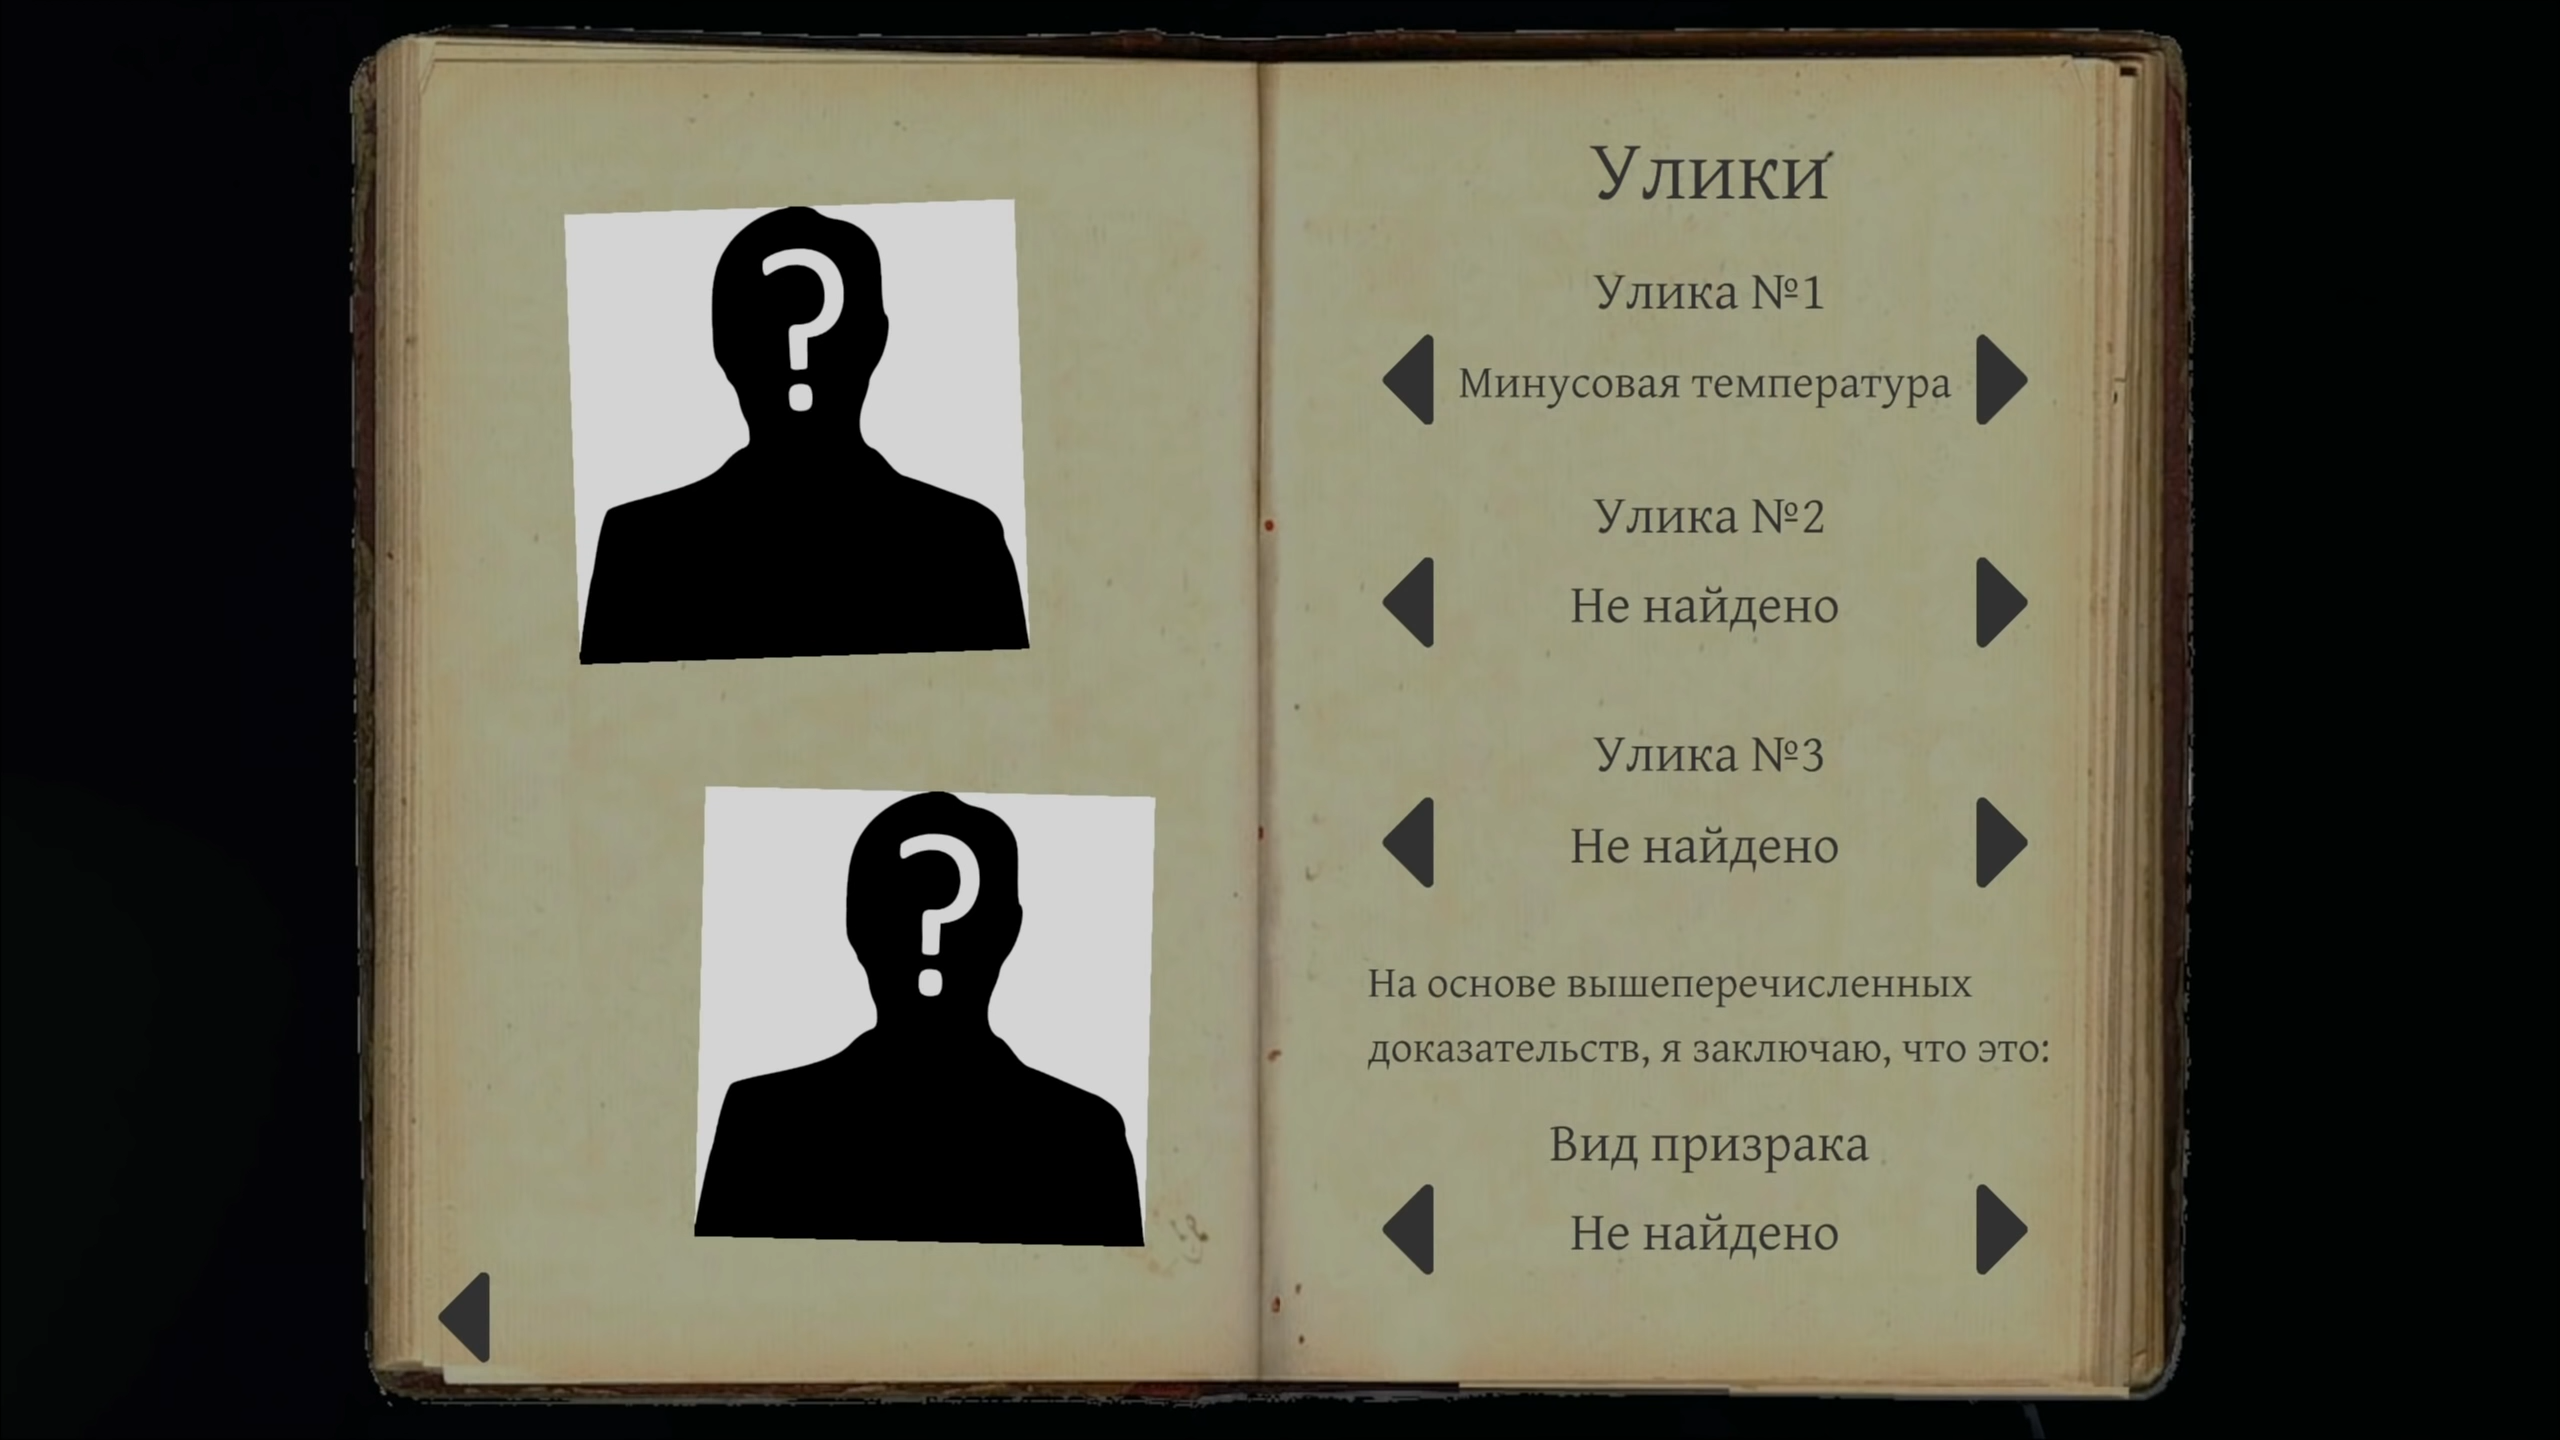 Улики
Улика №1
Минусовая температура
Улика №2
Не найдено
Улика №3
Не найдено
На основе вышеперечисленных
доказательств, я заключаю, что это:
Вид призрака
Не найдено